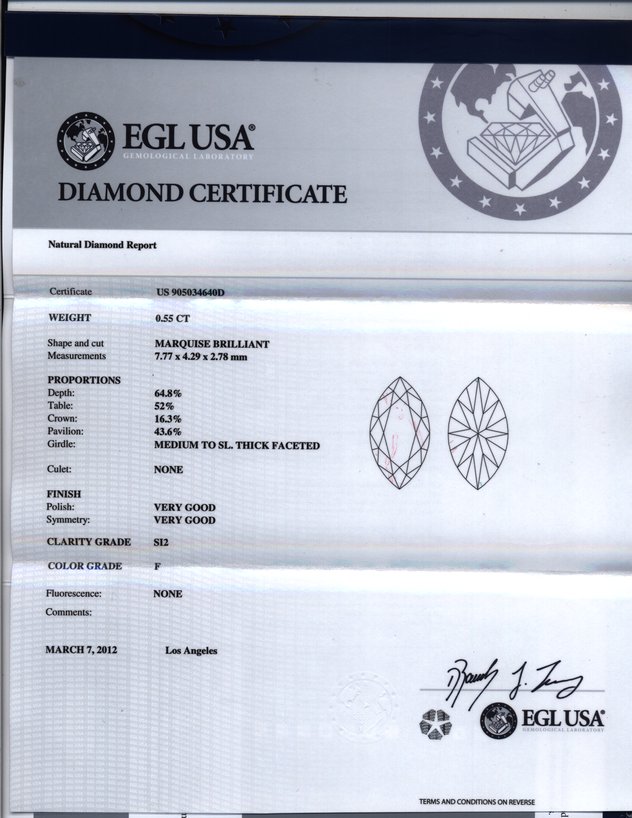 EGL USA®
GEMOLOGICAL LABORATORY
DIAMOND CERTIFICATE
Natural Diamond Report
Certificate US 905034640D
WEIGHT 0.55 CT
Shape and cut MARQUISE BRILLIANT
Measurements 7.77 x 4.29 x 2.78 mm
PROPORTIONS
Depth: 64.8%
Table: 52%
Crown: 16.3%
Pavilion: 43.6%
Girdle: MEDIUM TO SL. THICK FACETED
Culet: NONE
FINISH
Polish: VERY GOOD
Symmetry: VERY GOOD
CLARITY GRADE SI2
COLOR GRADE F
Fluorescence: NONE
Comments:
MARCH 7, 2012 Los Angeles
EGL USA®
GEMOLOGICAL LABORATORY
TERMS AND CONDITIONS ON REVERSE